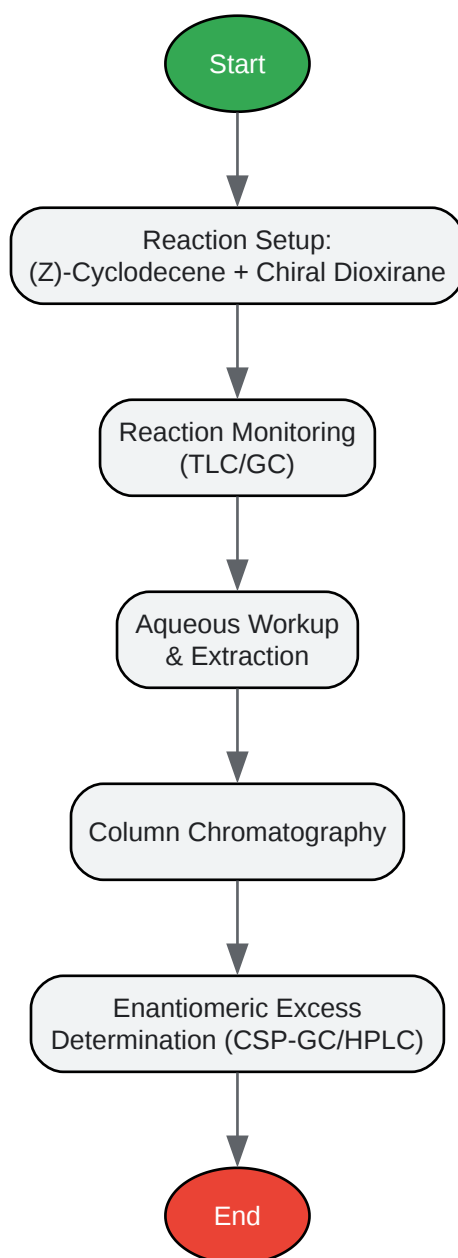 Start
Reaction Setup:
(Z)-Cyclodecene + Chiral Dioxirane
Reaction Monitoring
(TLC/GC)
Aqueous Workup
& Extraction
Column Chromatography
Enantiomeric Excess
Determination (CSP-GC/HPLC)
End